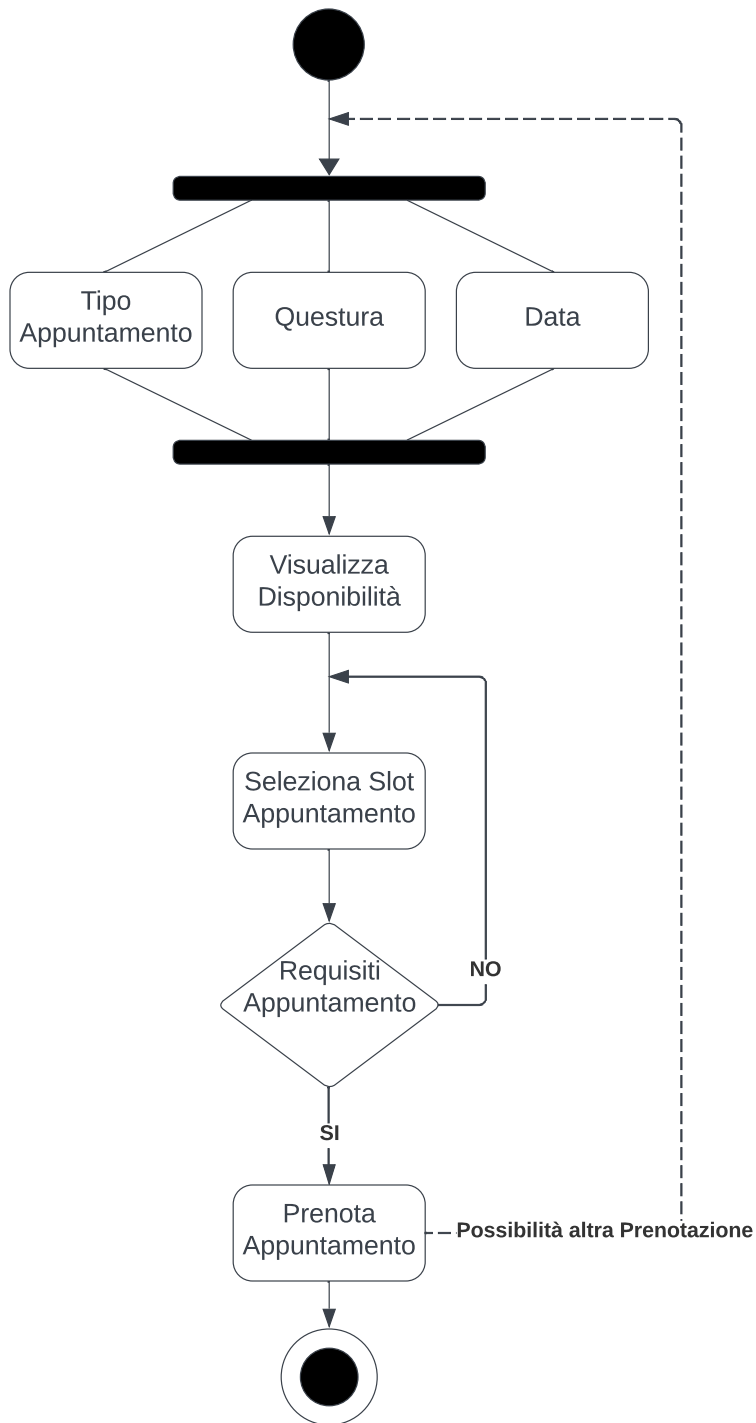 Tipo
Appuntamento
Questura
Data
Visualizza
Disponibilità
Seleziona Slot
Appuntamento
Requisiti
Appuntamento
NO
SI
Prenota
Appuntamento
Possibilità altra Prenotazione